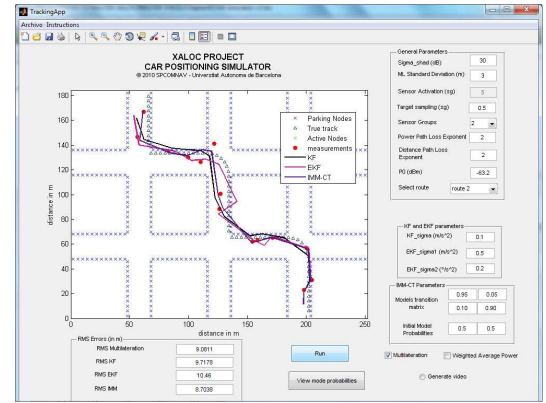 TrackingApp
Archivo Instructions
XALOC PROJECT
CAR POSITIONING SIMULATOR
© 2010 SPCOMNAV - Universitat Autonoma de Barcelona
180
160
140
120
100
80
60
40
20
0
0 50 100 150 200 250
distance in m
distance in m
Parking Nodes
True track
Active Nodes
measurements
KF
EKF
IMM-CT
General Parameters
Sigma_shad (dB) 30
ML Standard Deviation (m) 3
Sensor Activation (sg) 5
Target sampling (sg) 0.5
Sensor Groups 2
Power Path Loss Exponent 2
Distance Path Loss
Exponent 2
P0 (dBm) -63.2
Select route route 2
KF and EKF parameters
KF_sigma (m/s^2) 0.1
EKF_sigma1 (m/s^2) 0.5
EKF_sigma2 (º/s^2) 0.2
IMM-CT Parameters
Models transition
matrix
0.95 0.05
0.10 0.90
Initial Model
Probabilities
0.5 0.5
Multilateration Weighted Average Power
Generate video
RMS Errors (in m)
RMS Multilateration 9.0811
RMS KF 9.7178
RMS EKF 10.46
RMS IMM 8.7038
Run
View mode probabilities